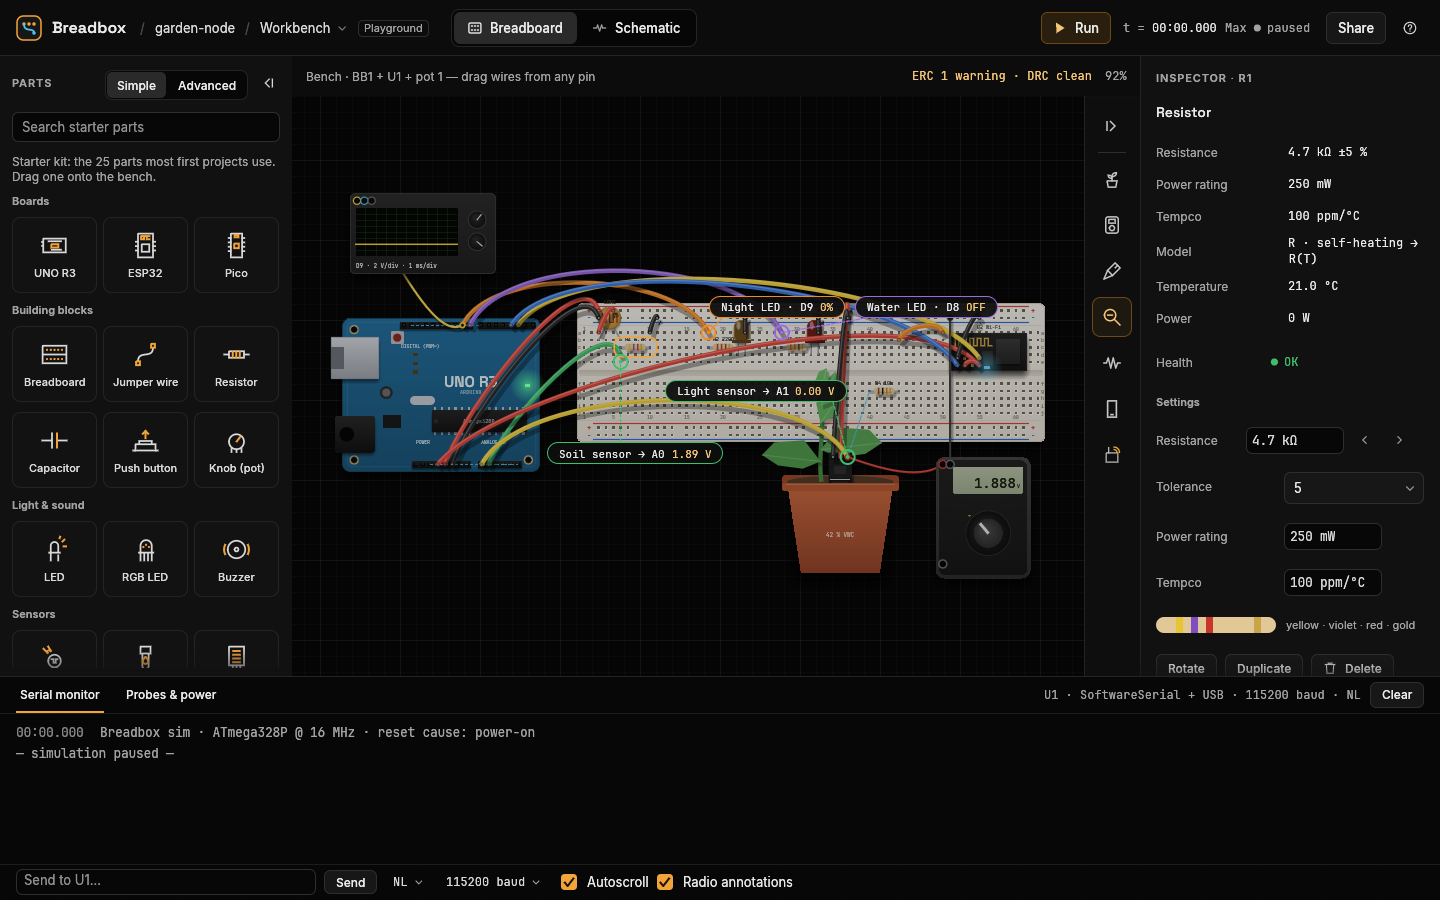 Breadbox / garden-node / Workbench Playground
Breadboard Schematic
Run t = 00:00.000 Max paused Share
PARTS Simple Advanced
Search starter parts
Starter kit: the 25 parts most first projects use.
Drag one onto the bench.
Boards
UNO R3 ESP32 Pico
Building blocks
Breadboard Jumper wire Resistor
Capacitor Push button Knob (pot)
Light & sound
LED RGB LED Buzzer
Sensors
Bench · BB1 + U1 + pot 1 — drag wires from any pin
ERC 1 warning · DRC clean 92%
D9 · 2 V/div · 1 ms/div
Night LED · D9 0%
Water LED · D8 OFF
DIGITAL (PWM~)
UNO R3
ARDUINO
POWER
Light sensor → A1 0.00 V
Soil sensor → A0 1.89 V
1.888 V
42 % VWC
INSPECTOR · R1
Resistor
Resistance 4.7 kΩ ±5 %
Power rating 250 mW
Tempco 100 ppm/°C
Model R · self-heating →
R(T)
Temperature 21.0 °C
Power 0 W
Health OK
Settings
Resistance 4.7 kΩ
Tolerance 5
Power rating 250 mW
Tempco 100 ppm/°C
yellow · violet · red · gold
Rotate Duplicate Delete
Serial monitor Probes & power
U1 · SoftwareSerial + USB · 115200 baud · NL Clear
00:00.000 Breadbox sim · ATmega328P @ 16 MHz · reset cause: power-on
— simulation paused —
Send to U1... Send NL 115200 baud Autoscroll Radio annotations